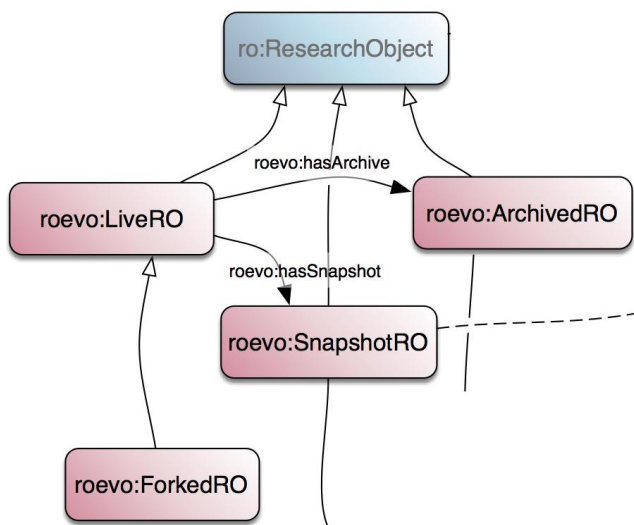 ro:ResearchObject
roevo:hasArchive
roevo:LiveRO
roevo:ArchivedRO
roevo:hasSnapshot
roevo:SnapshotRO
roevo:ForkedRO